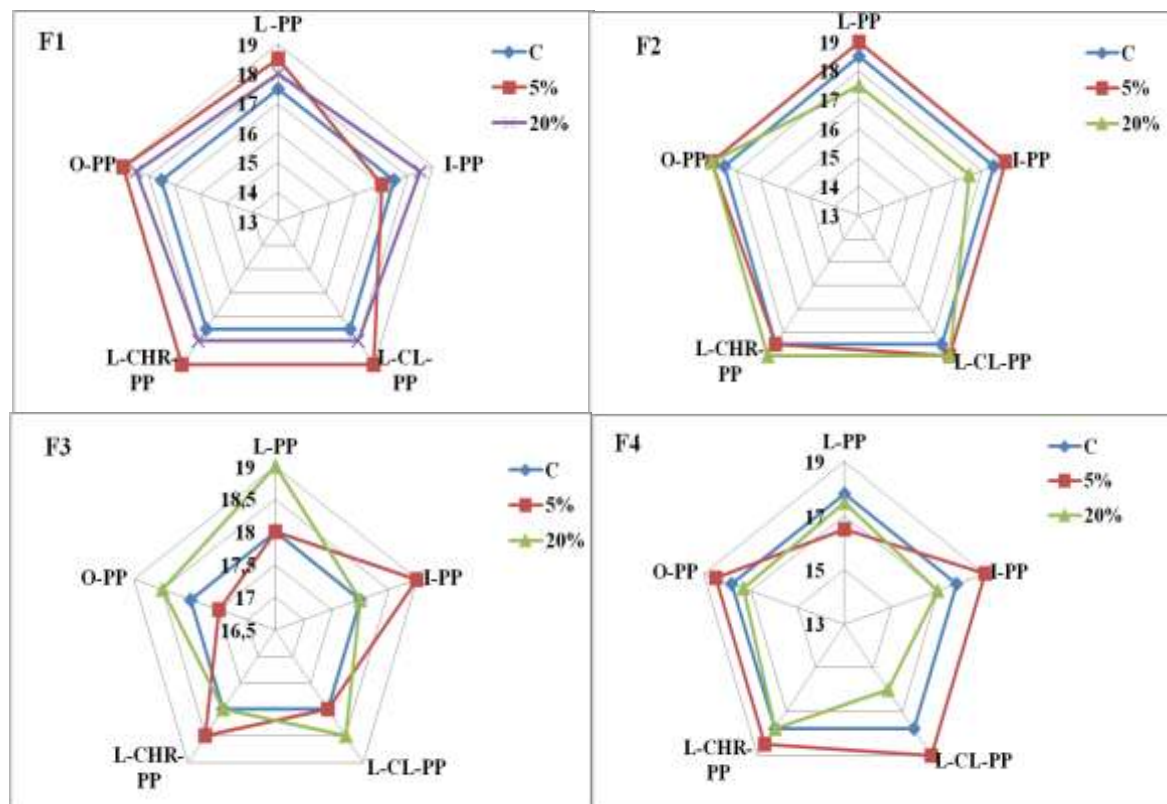 F1
L -PP
19
18
17
16
15
14
13
I-PP
L-CL-
PP
L-CHR-
PP
O-PP
C
5%
20%
F2
L-PP
19
18
17
16
15
14
13
I-PP
L-CL-PP
L-CHR-
PP
O-PP
C
5%
20%
F3
L-PP
19
18,5
18
17,5
17
16,5
I-PP
L-CL-PP
L-CHR-
PP
O-PP
C
5%
20%
F4
L-PP
19
17
15
13
I-PP
L-CL-PP
L-CHR-
PP
O-PP
C
5%
20%